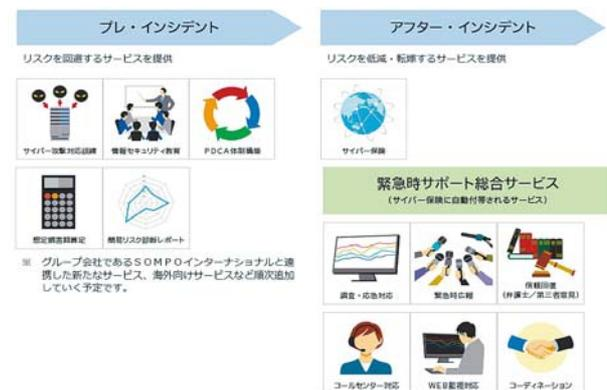 プレ・インシデント
リスクを回避するサービスを提供
サイバー攻撃対応訓練
情報セキュリティ教育
PDCA体制構築
想定損害額算定
簡易リスク診断レポート
※ グループ会社であるSOMPOインターナショナルと連
携した新たなサービス、海外向けサービスなど順次追加
していく予定です。
アフター・インシデント
リスクを低減・転嫁するサービスを提供
サイバー保険
緊急時サポート総合サービス
(サイバー保険に自動付帯されるサービス)
調査・応急対応
緊急時広報
信頼回復
(弁護士/第三者意見)
コールセンター対応
WEB監視対応
コーディネーション